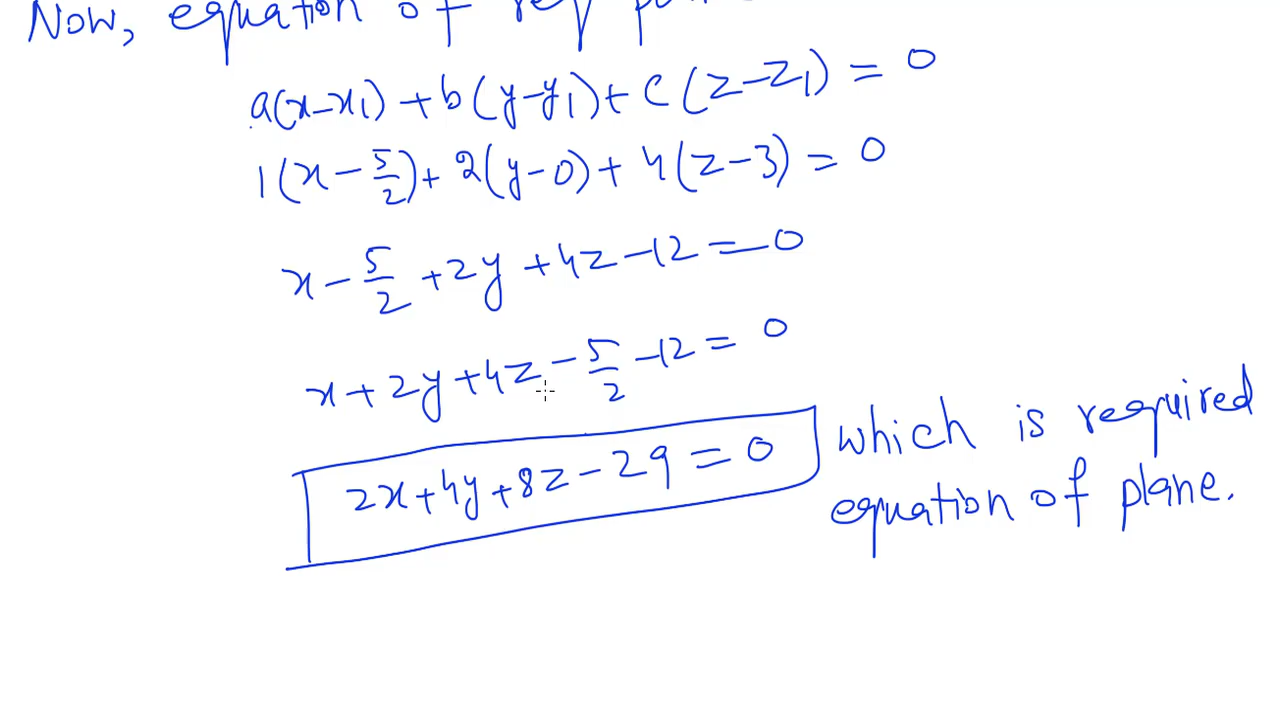 Now, equation of req
a(x-x₁) + b(y-y₁) + c(z-z₁) = 0
1(x - 5/2) + 2(y-0) + 4(z-3) = 0
x - 5/2 + 2y + 4z - 12 = 0
x + 2y + 4z - 5/2 - 12 = 0
2x + 4y + 8z - 29 = 0 which is required
equation of plane.